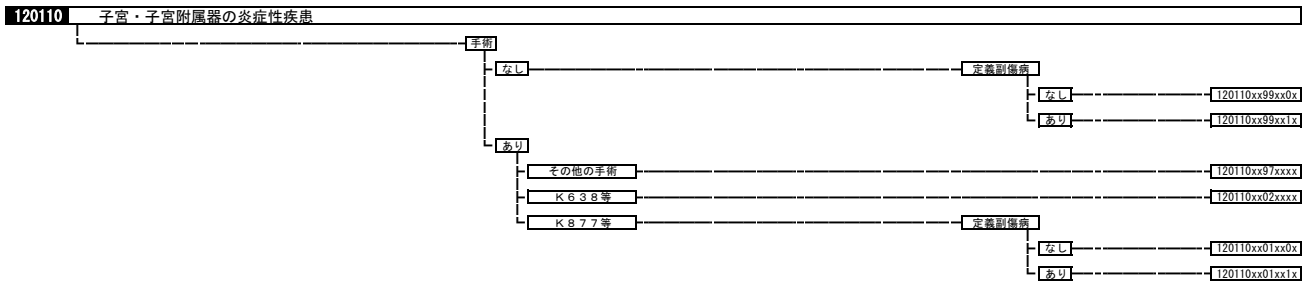 120110 子宮・子宮附属器の炎症性疾患
手術
なし 定義副傷病
なし 120110xx99xx0x
あり 120110xx99xx1x
あり
その他の手術 120110xx97xxxx
K638等 120110xx02xxxx
K877等 定義副傷病
なし 120110xx01xx0x
あり 120110xx01xx1x